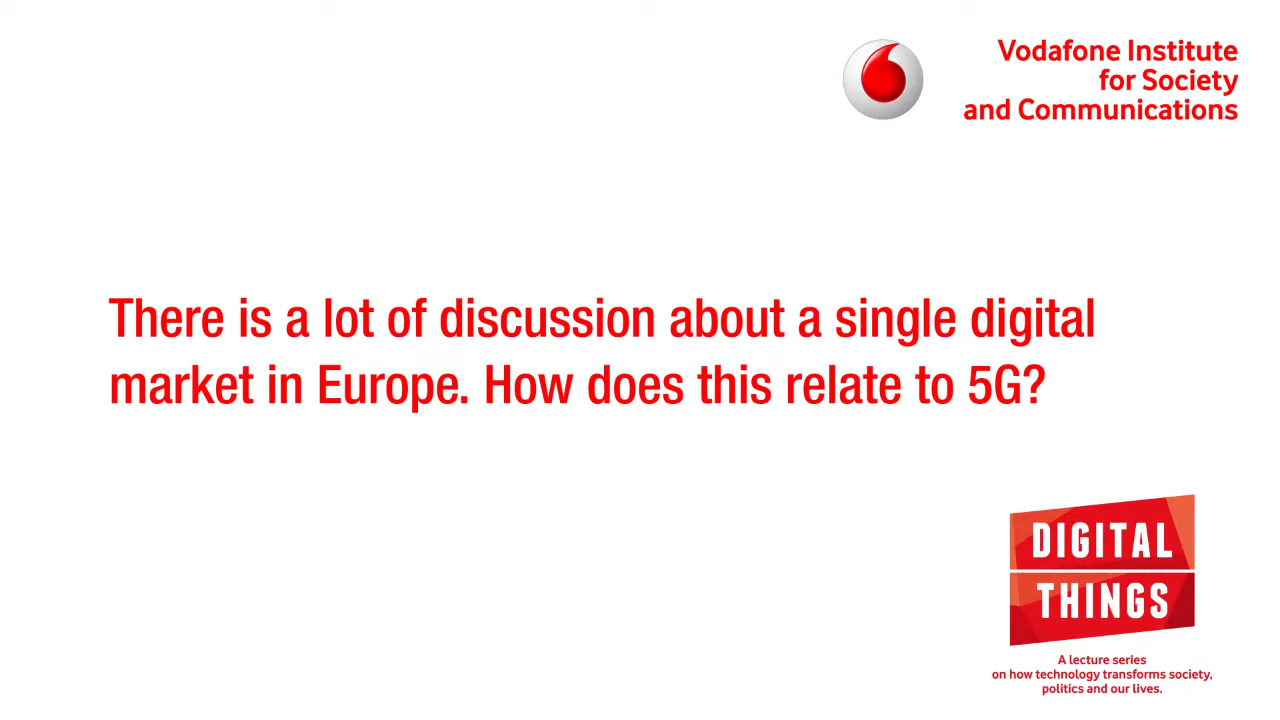 Vodafone Institute
for Society
and Communications
There is a lot of discussion about a single digital
market in Europe. How does this relate to 5G?
DIGITAL
THINGS
A lecture series
on how technology transforms society,
politics and our lives.